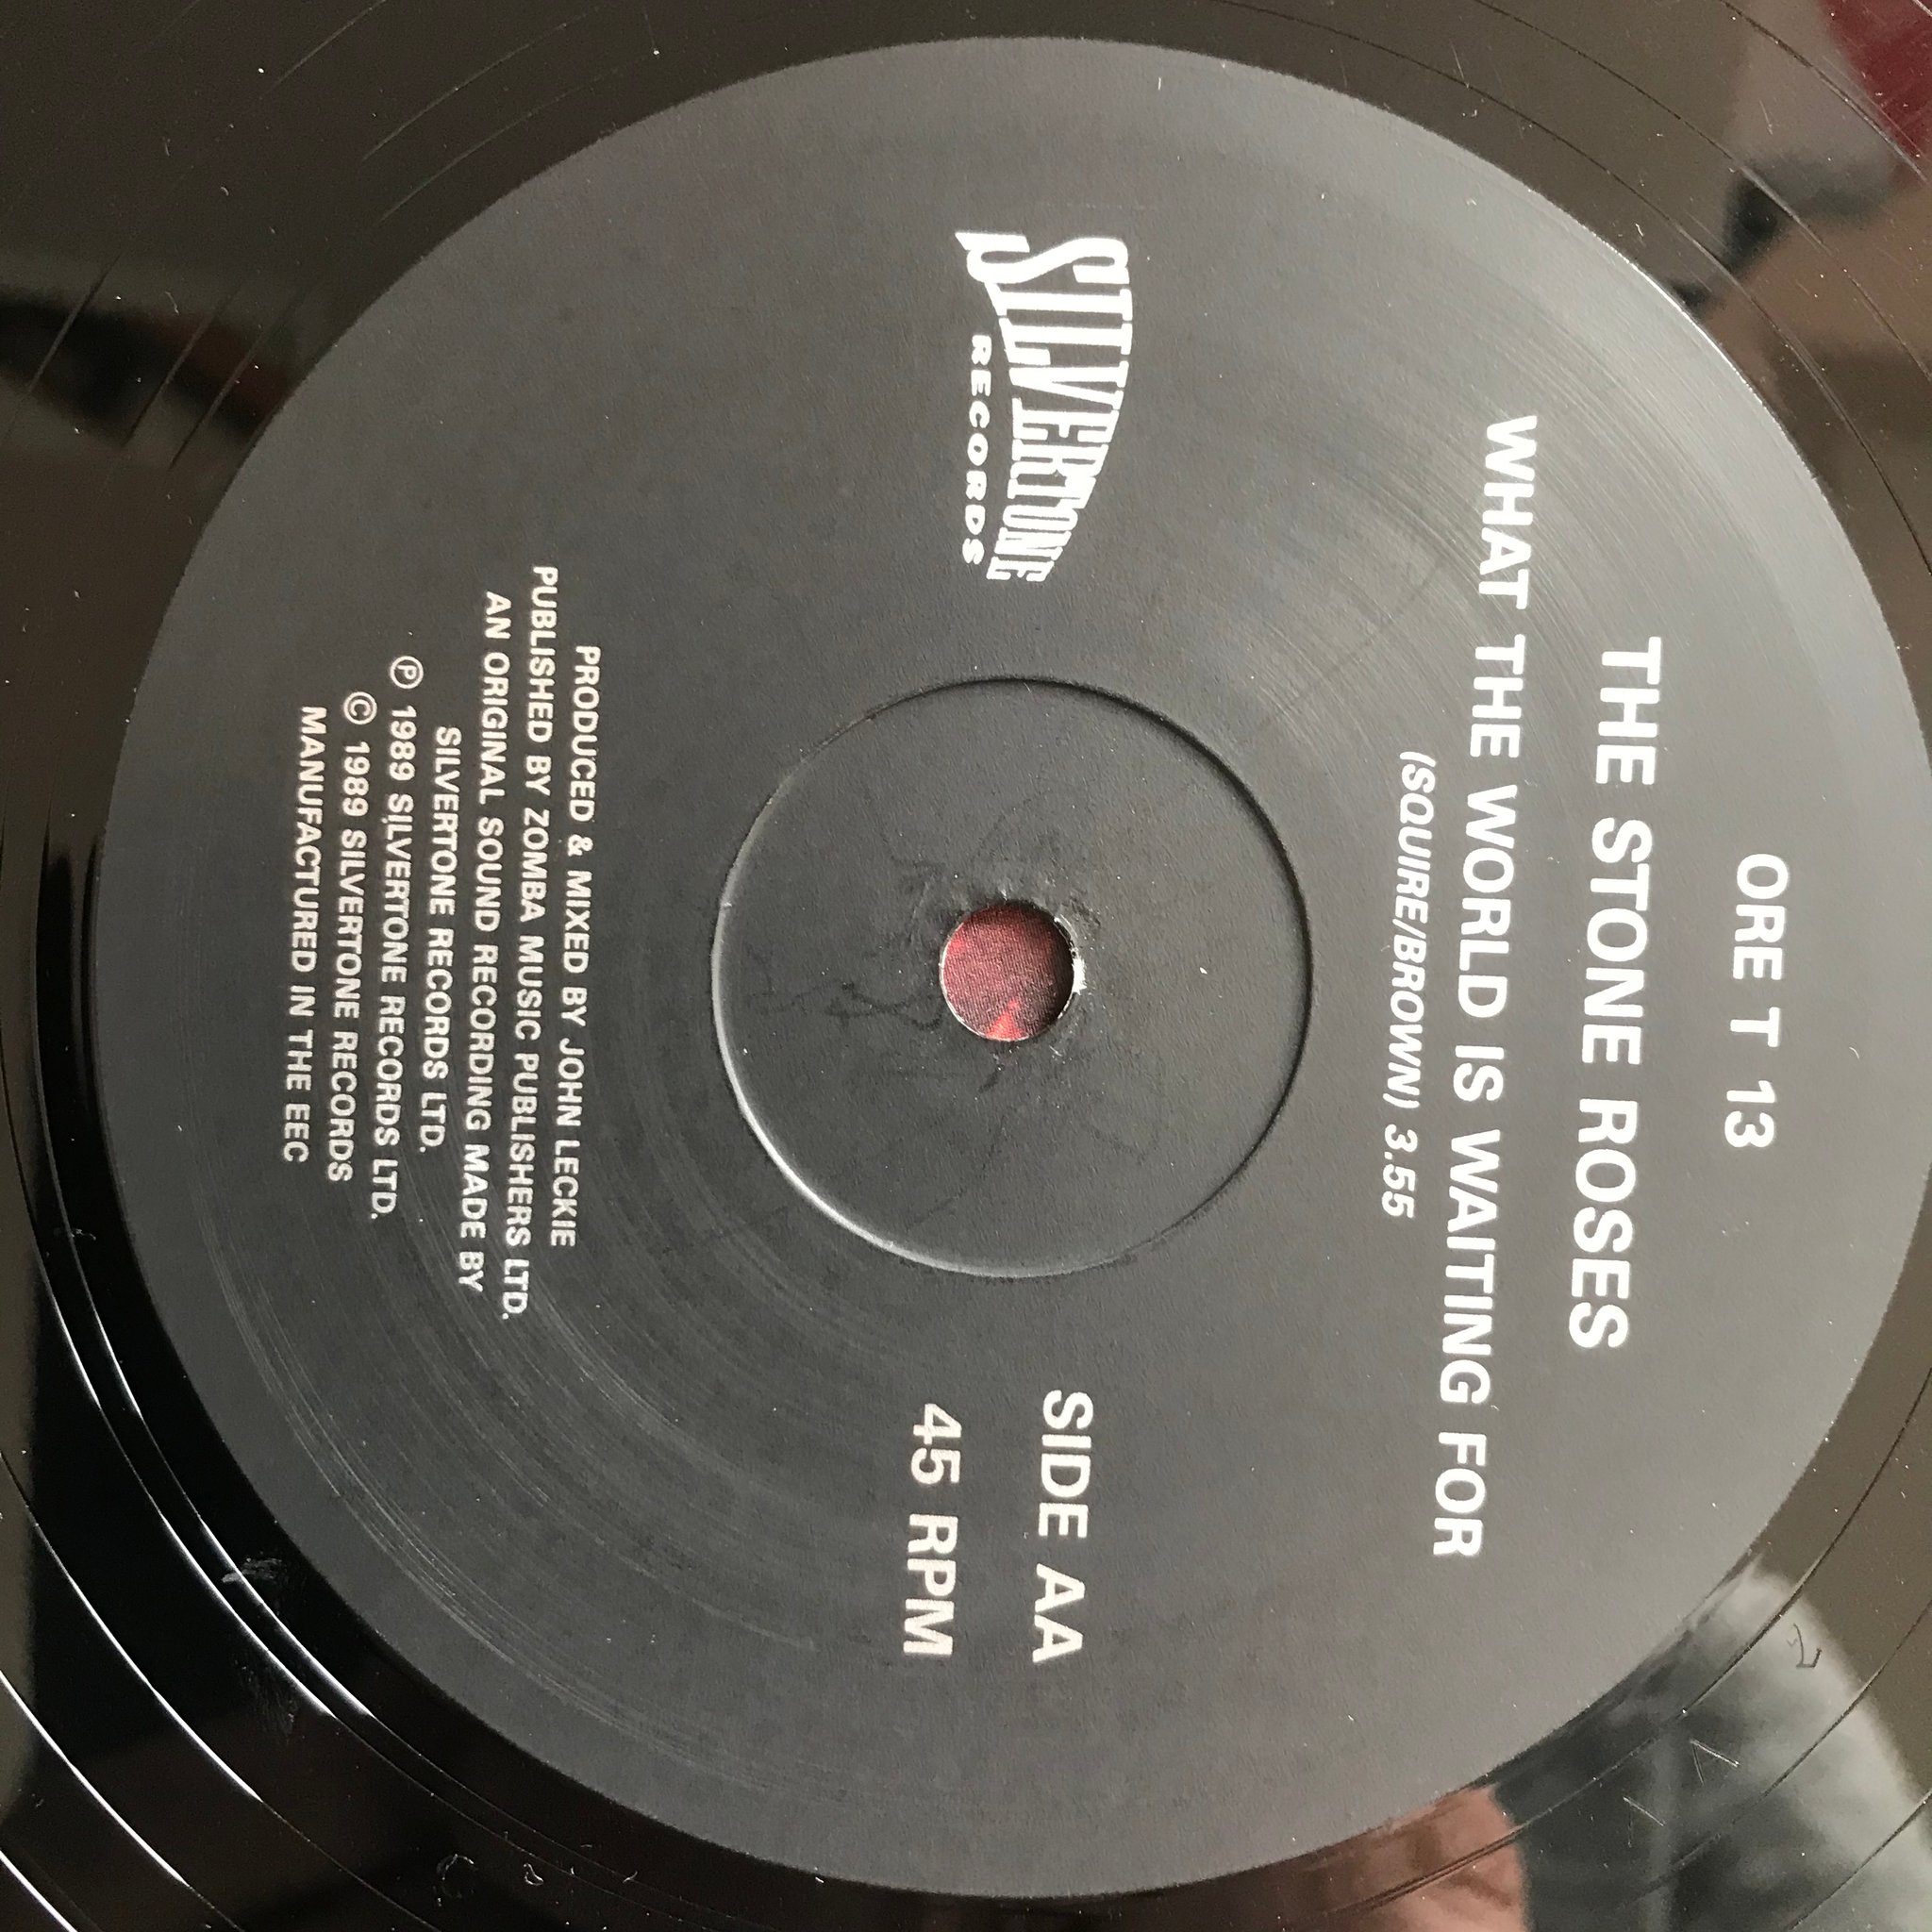 ORE T 13
THE STONE ROSES
WHAT THE WORLD IS WAITING FOR
(SQUIRE/BROWN) 3.55
SILVERTONE
RECORDS
SIDE AA
45 RPM
PRODUCED & MIXED BY JOHN LECKIE
PUBLISHED BY ZOMBA MUSIC PUBLISHERS LTD.
AN ORIGINAL SOUND RECORDING MADE BY
SILVERTONE RECORDS LTD.
℗ 1989 SILVERTONE RECORDS LTD.
© 1989 SILVERTONE RECORDS
MANUFACTURED IN THE EEC